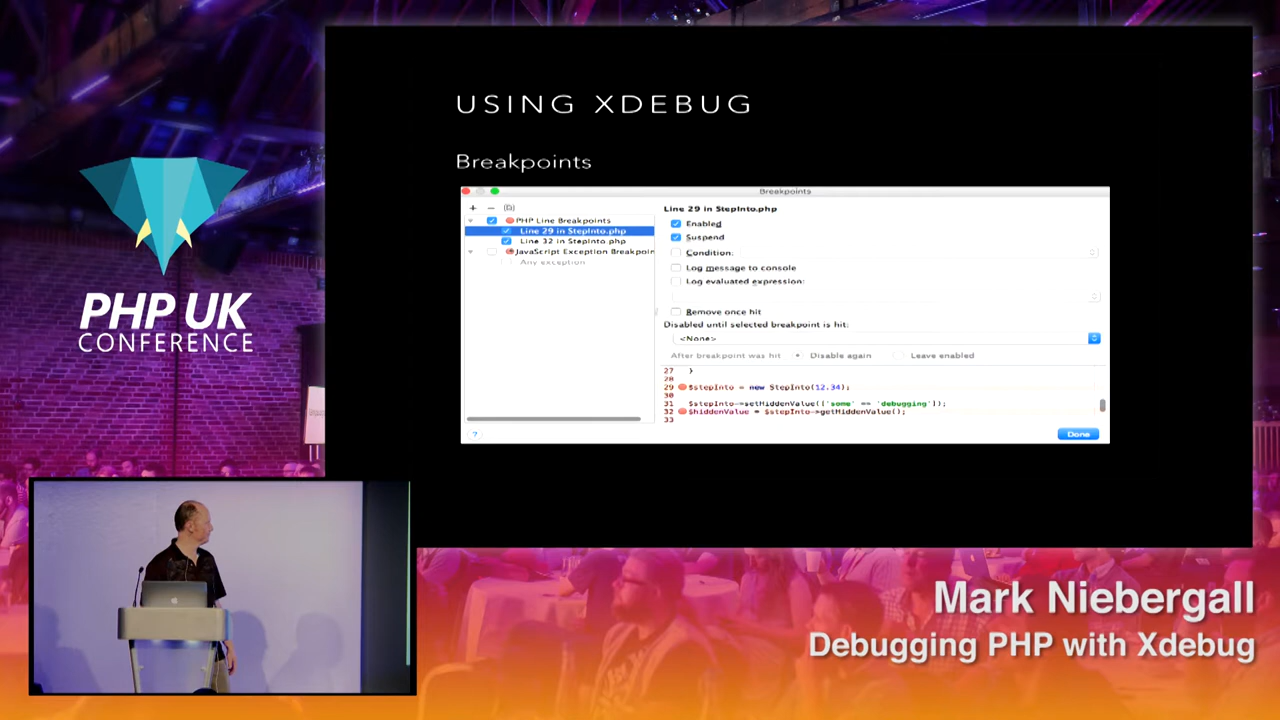 USING XDEBUG
Breakpoints
Breakpoints
PHP Line Breakpoints
Line 29 in StepInto.php
Line 32 in StepInto.php
JavaScript Exception Breakpoin
Any exception
Line 29 in StepInto.php
Enabled
Suspend
Condition:
Log message to console
Log evaluated expression:
Remove once hit
Disabled until selected breakpoint is hit:
<None>
After breakpoint was hit Disable again Leave enabled
27 }
28
29 $stepInto = new StepInto(12.34);
30
31 $stepInto->setHiddenValue(['some' == 'debugging']);
32 $hiddenValue = $stepInto->getHiddenValue();
33
?
Done
PHP UK
CONFERENCE
Mark Niebergall
Debugging PHP with Xdebug